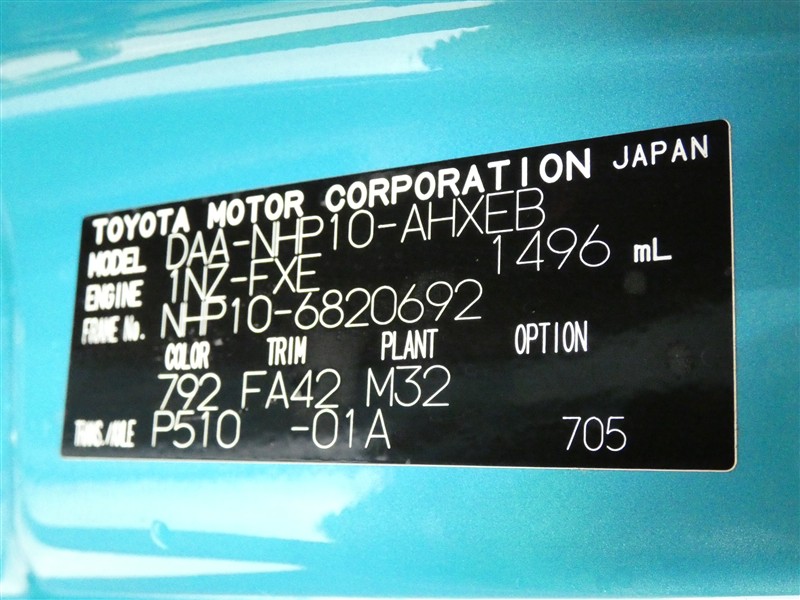 TOYOTA MOTOR CORPORATION JAPAN
MODEL DAA-NHP10-AHXEB
ENGINE 1NZ-FXE 1496 mL
FRAME No. NHP10-6820692
COLOR TRIM PLANT OPTION
792 FA42 M32
TRANS./AXLE P510 -01A 705